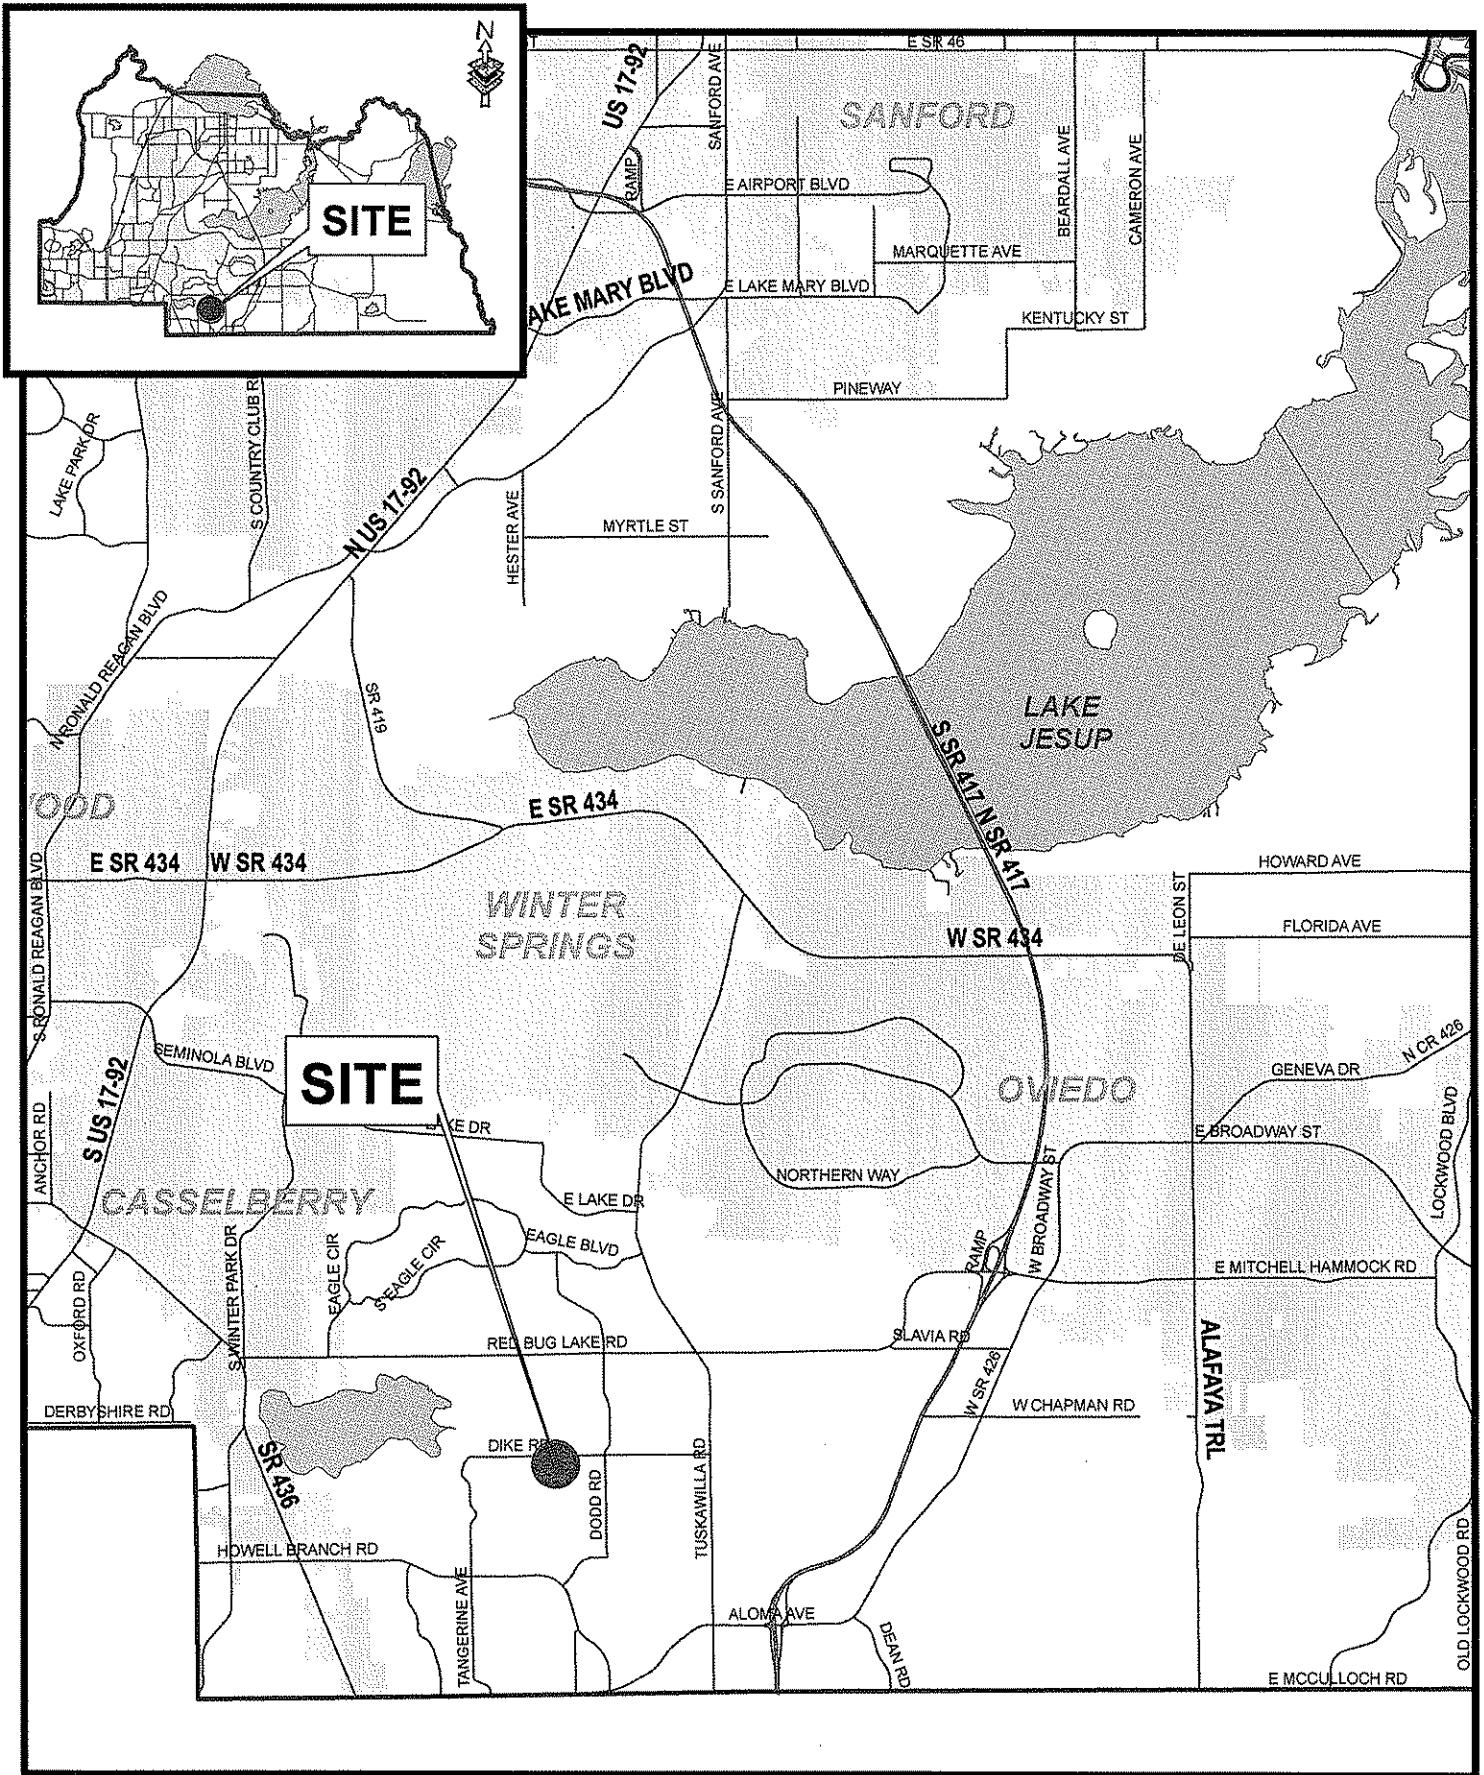 N
SITE
T
E SR 46
US 17-92
SANFORD AVE
SANFORD
RAMP
E AIRPORT BLVD
BEARDALL AVE
CAMERON AVE
MARQUETTE AVE
AKE MARY BLVD
E LAKE MARY BLVD
KENTUCKY ST
PINEWAY
LAKE PARK DR
S COUNTRY CLUB R
N US 17-92
S SANFORD AVE
HESTER AVE
MYRTLE ST
N RONALD REAGAN BLVD
SR 419
LAKE
JESUP
S SR 417 N SR 417
OOD
E SR 434
E SR 434
W SR 434
WINTER
SPRINGS
HOWARD AVE
DE LEON ST
FLORIDA AVE
W SR 434
S RONALD REAGAN BLVD
SEMINOLA BLVD
S US 17-92
SITE
KE DR
ANCHOR RD
N CR 426
GENEVA DR
OVIEDO
E BROADWAY ST
LOCKWOOD BLVD
NORTHERN WAY
W BROADWAY ST
CASSELBERRY
E LAKE DR
EAGLE BLVD
EAGLE CIR
S EAGLE CIR
S WINTER PARK DR
OXFORD RD
RAMP
E MITCHELL HAMMOCK RD
RED BUG LAKE RD
SLAVIA RD
ALAFAYA TRL
W SR 426
W CHAPMAN RD
DERBYSHIRE RD
SR 436
DIKE RD
DODD RD
TUSKAWILLA RD
HOWELL BRANCH RD
TANGERINE AVE
ALOMA AVE
DEAN RD
OLD LOCKWOOD RD
E MCCULLOCH RD